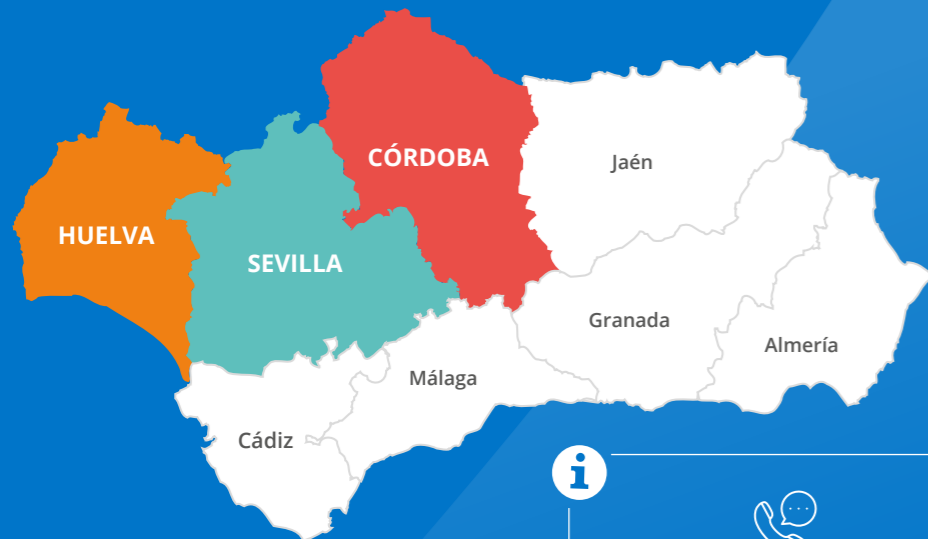 CÓRDOBA
Jaén
HUELVA
SEVILLA
Granada
Almería
Málaga
Cádiz
i